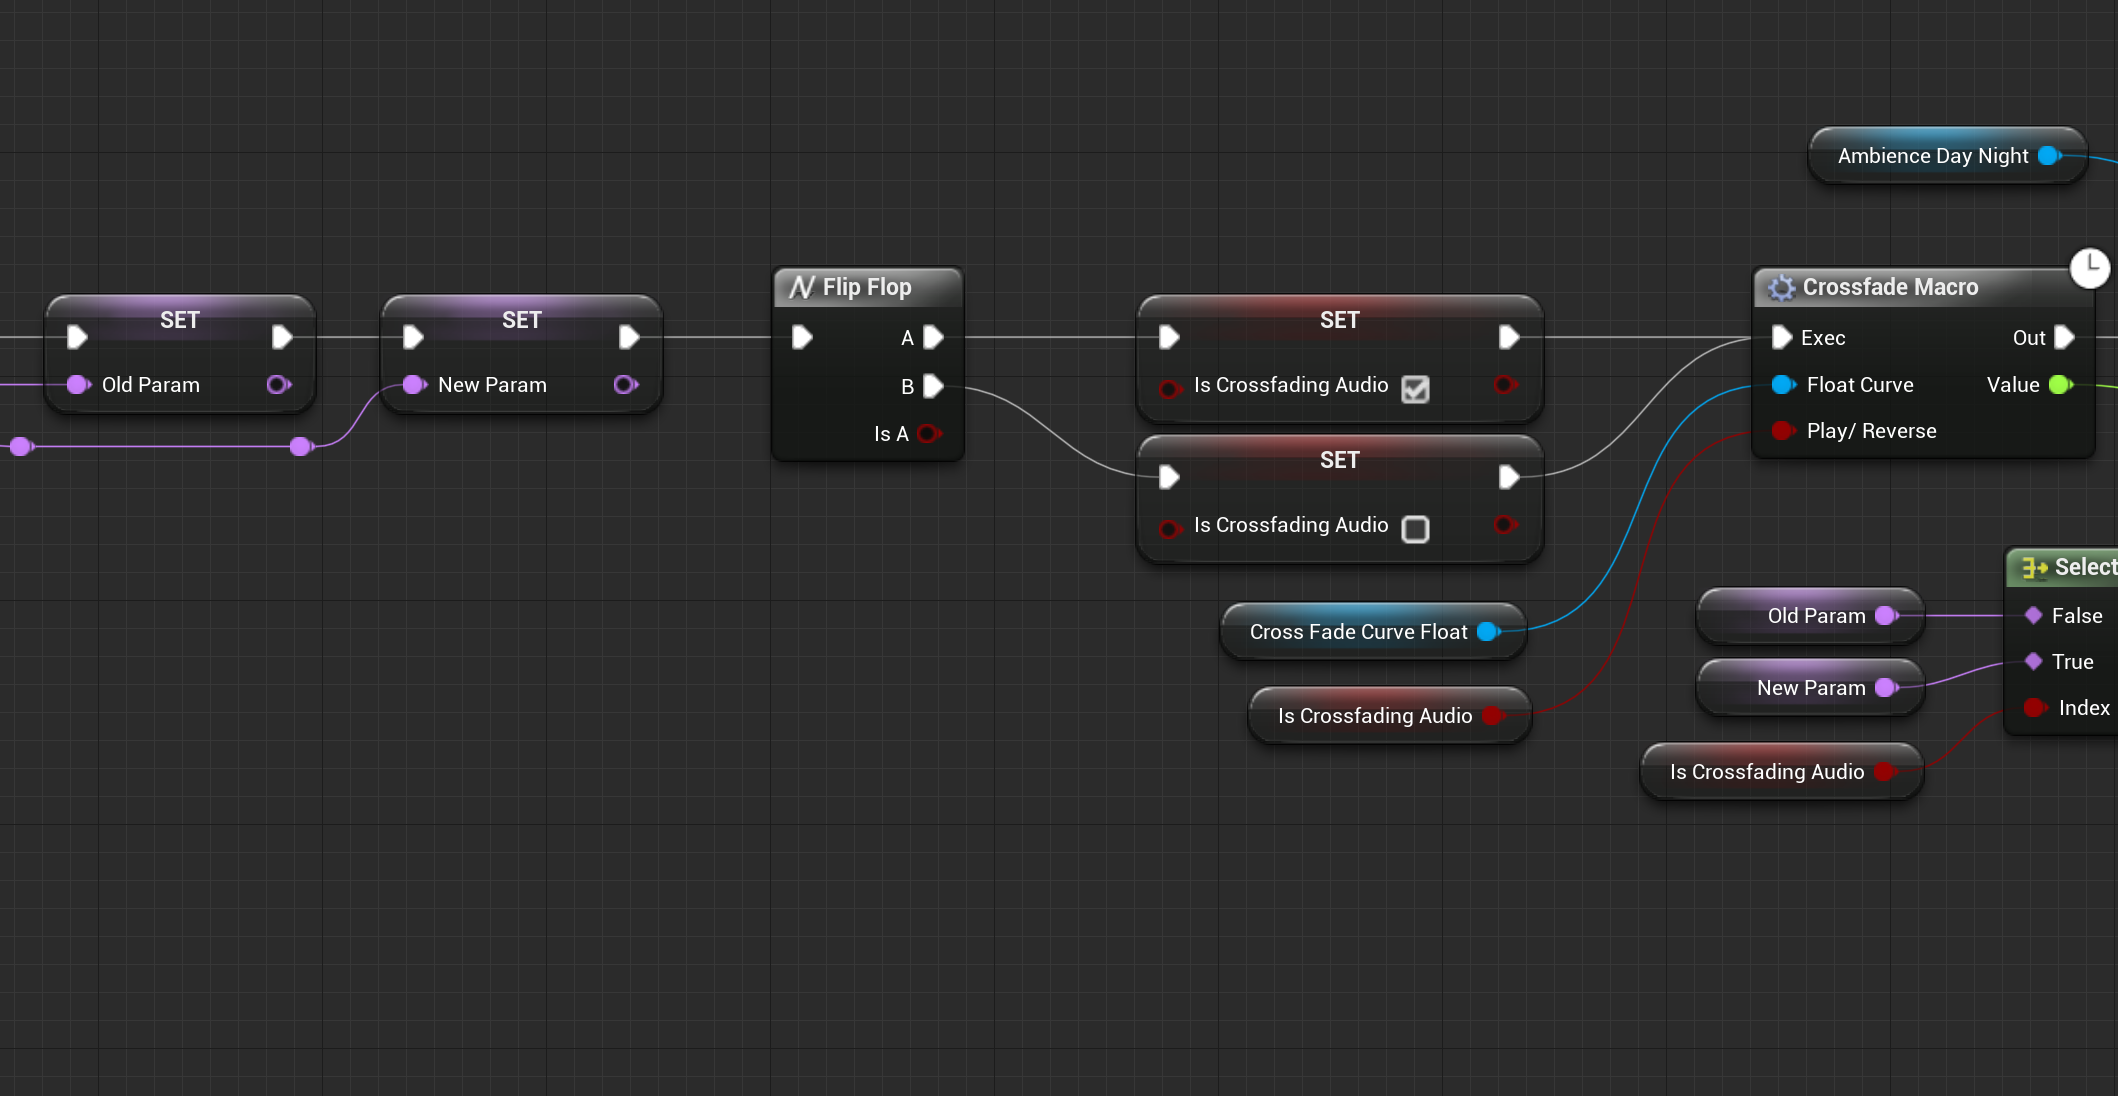 Ambience Day Night
SET
Old Param
SET
New Param
Flip Flop
A
B
Is A
SET
Is Crossfading Audio
SET
Is Crossfading Audio
Crossfade Macro
Exec
Out
Float Curve
Value
Play/ Reverse
Cross Fade Curve Float
Is Crossfading Audio
Old Param
New Param
Is Crossfading Audio
Select
False
True
Index